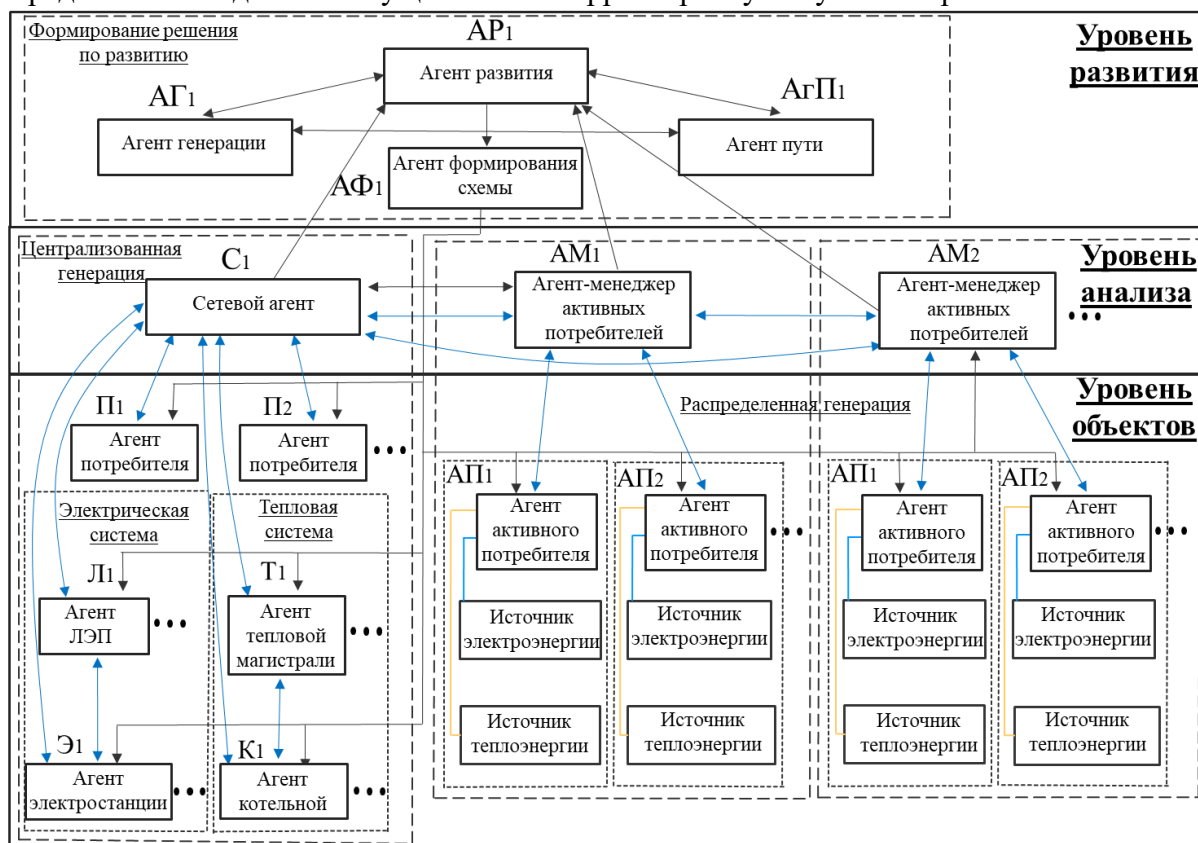 Формирование решения
по развитию
АР1
Уровень
развития
Агент развития
АГ1
АгП1
Агент генерации
Агент пути
Агент формирования
схемы
АФ1
Централизованная
генерация
С1
Сетевой агент
АМ1
Агент-менеджер
активных
потребителей
АМ2
Агент-менеджер
активных
потребителей
Уровень
анализа
•••
Уровень
объектов
Распределенная генерация
П1
Агент
потребителя
П2
Агент
потребителя
•••
Электрическая
система
Тепловая
система
Л1
Агент
ЛЭП
•••
Т1
Агент
тепловой
магистрали
•••
Э1
Агент
электростанции
•••
К1
Агент
котельной
•••
АП1
Агент
активного
потребителя
Источник
электроэнергии
Источник
теплоэнергии
АП2
Агент
активного
потребителя
•••
Источник
электроэнергии
Источник
теплоэнергии
АП1
Агент
активного
потребителя
Источник
электроэнергии
Источник
теплоэнергии
АП2
Агент
активного
потребителя
•••
Источник
электроэнергии
Источник
теплоэнергии